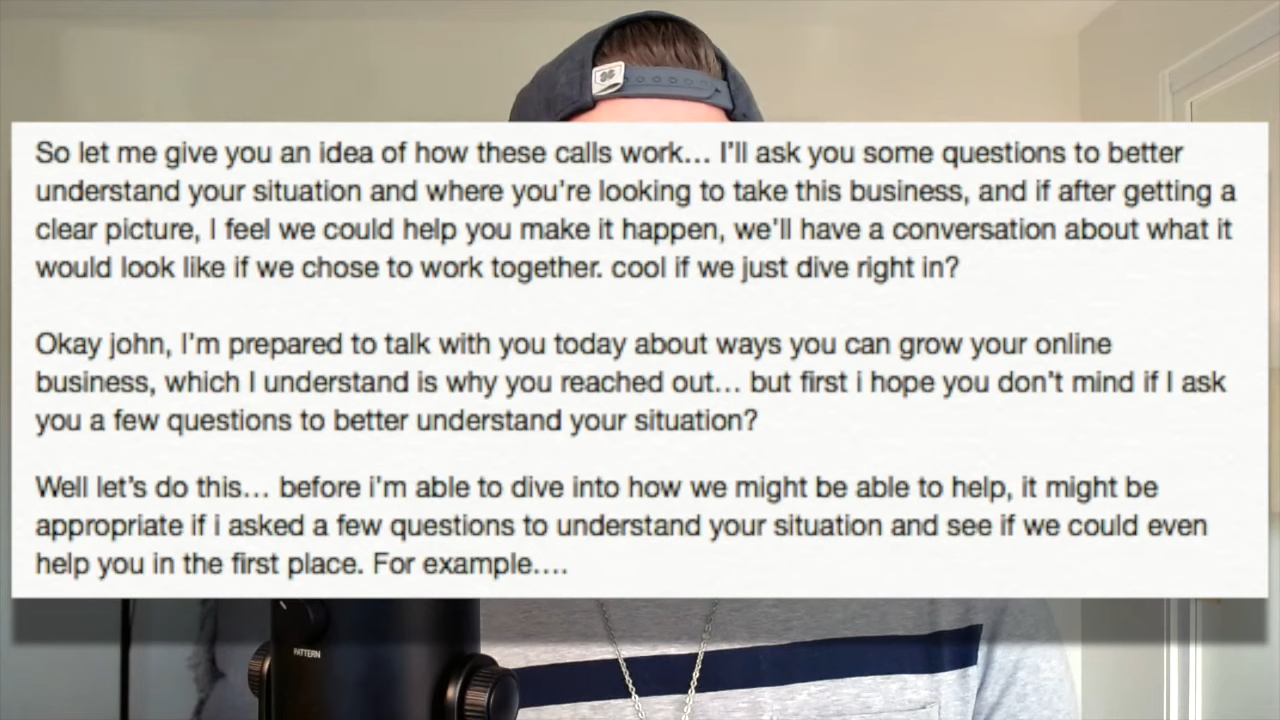 So let me give you an idea of how these calls work… I’ll ask you some questions to better
understand your situation and where you’re looking to take this business, and if after getting a
clear picture, I feel we could help you make it happen, we’ll have a conversation about what it
would look like if we chose to work together. cool if we just dive right in?
Okay john, I’m prepared to talk with you today about ways you can grow your online
business, which I understand is why you reached out… but first i hope you don’t mind if I ask
you a few questions to better understand your situation?
Well let’s do this… before i’m able to dive into how we might be able to help, it might be
appropriate if i asked a few questions to understand your situation and see if we could even
help you in the first place. For example….
PATTERN